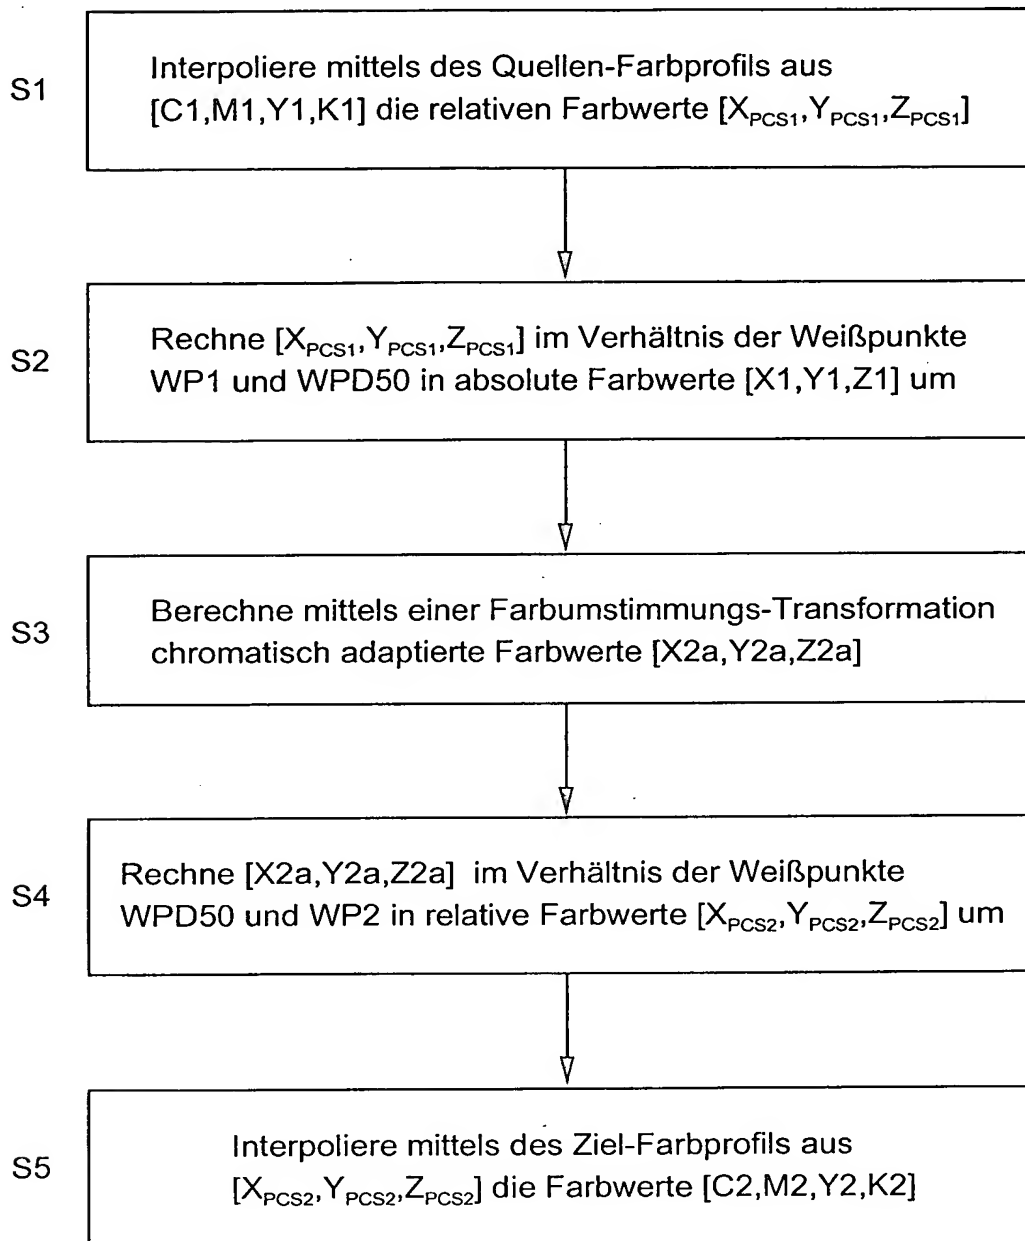 S1
Interpoliere mittels des Quellen-Farbprofils aus
[C1,M1,Y1,K1] die relativen Farbwerte [XPCS1,YPCS1,ZPCS1]
S2
Rechne [XPCS1,YPCS1,ZPCS1] im Verhältnis der Weißpunkte
WP1 und WPD50 in absolute Farbwerte [X1,Y1,Z1] um
S3
Berechne mittels einer Farbumstimmungs-Transformation
chromatisch adaptierte Farbwerte [X2a,Y2a,Z2a]
S4
Rechne [X2a,Y2a,Z2a] im Verhältnis der Weißpunkte
WPD50 und WP2 in relative Farbwerte [XPCS2,YPCS2,ZPCS2] um
S5
Interpoliere mittels des Ziel-Farbprofils aus
[XPCS2,YPCS2,ZPCS2] die Farbwerte [C2,M2,Y2,K2]